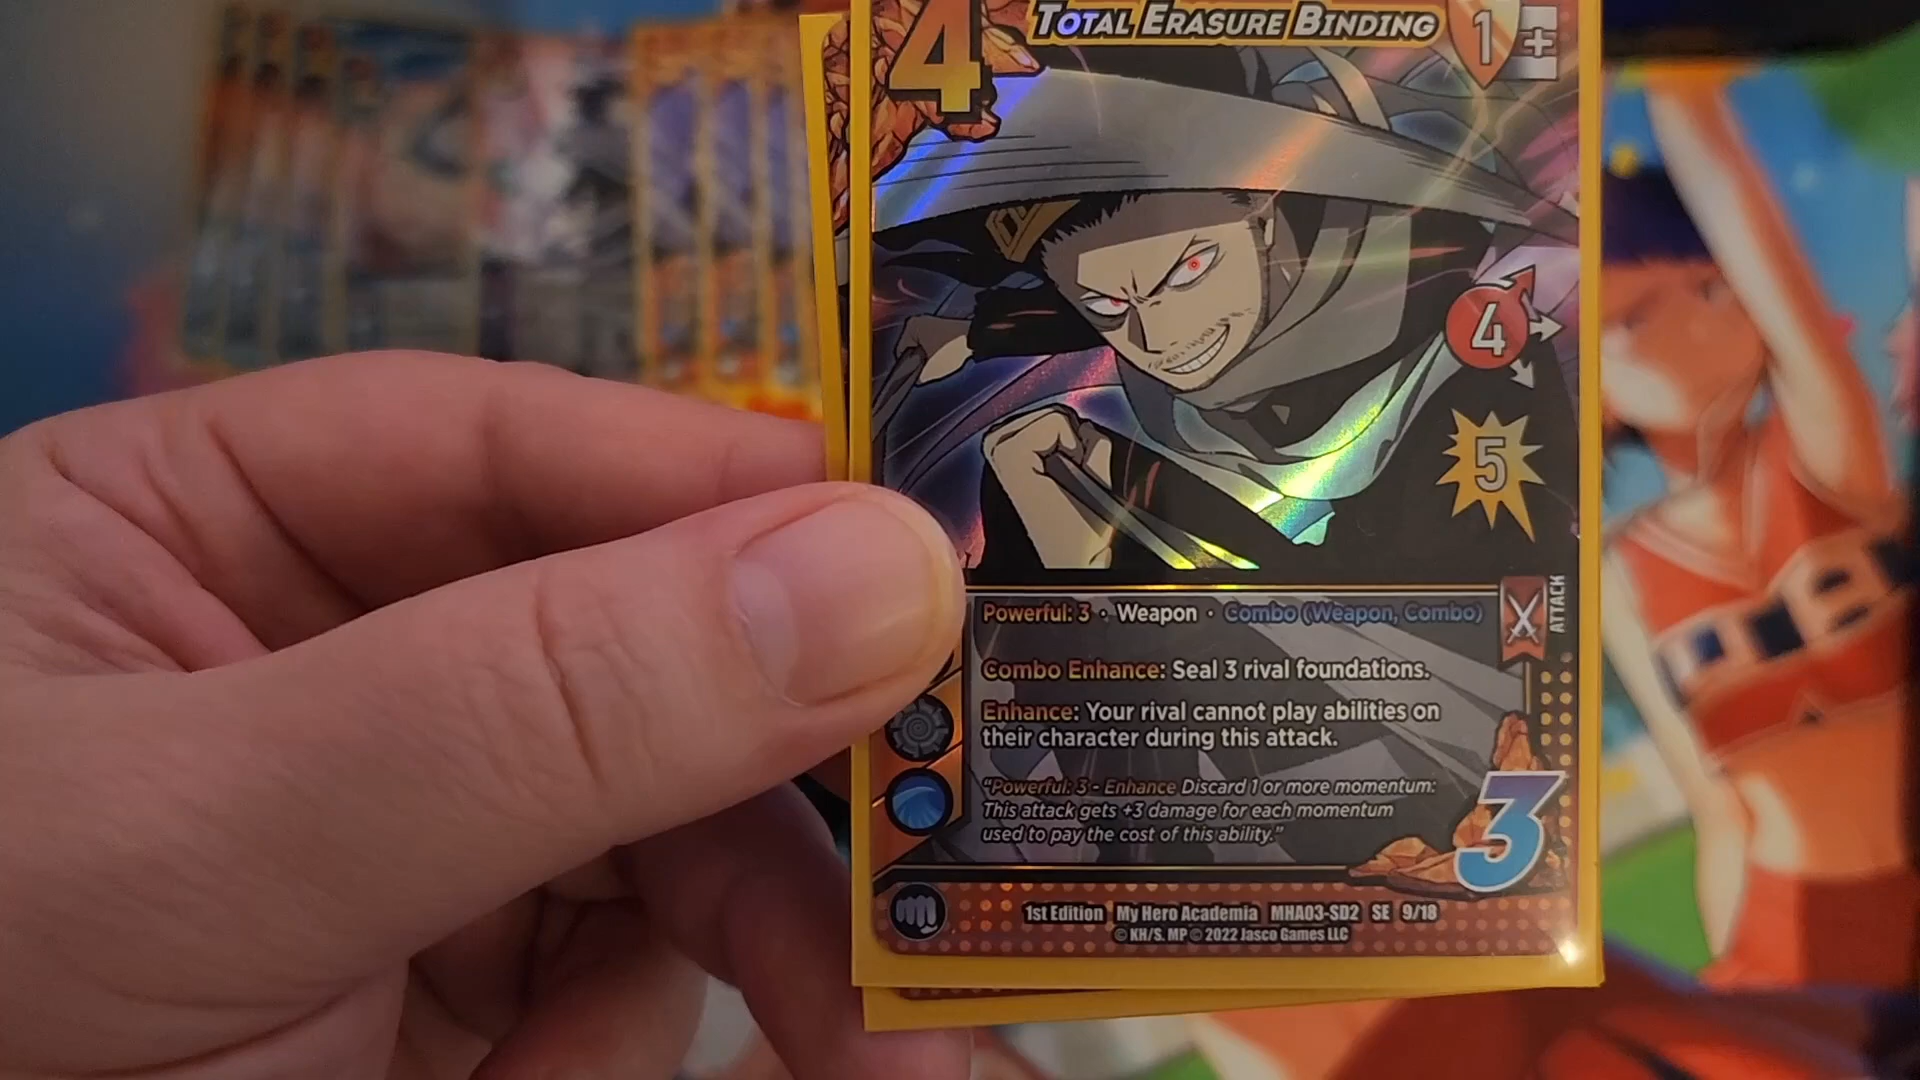 4
TOTAL ERASURE BINDING
1 +
4
5
ATTACK
Powerful: 3 · Weapon · Combo (Weapon, Combo)
Combo Enhance: Seal 3 rival foundations.
Enhance: Your rival cannot play abilities on
their character during this attack.
"Powerful: 3 - Enhance Discard 1 or more momentum:
This attack gets +3 damage for each momentum
used to pay the cost of this ability."
3
1st Edition My Hero Academia MHA03-SD2 SE 9/18
© KH/S. MP © 2022 Jasco Games LLC